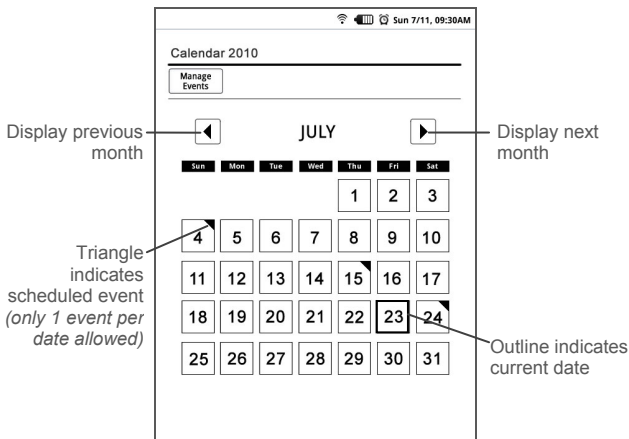 Sun 7/11, 09:30AM
Calendar 2010
Manage
Events
Display previous
month
JULY
Display next
month
Sun Mon Tue Wed Thu Fri Sat
1 2 3
4 5 6 7 8 9 10
Triangle
indicates
scheduled event
(only 1 event per
date allowed)
11 12 13 14 15 16 17
18 19 20 21 22 23 24
Outline indicates
current date
25 26 27 28 29 30 31